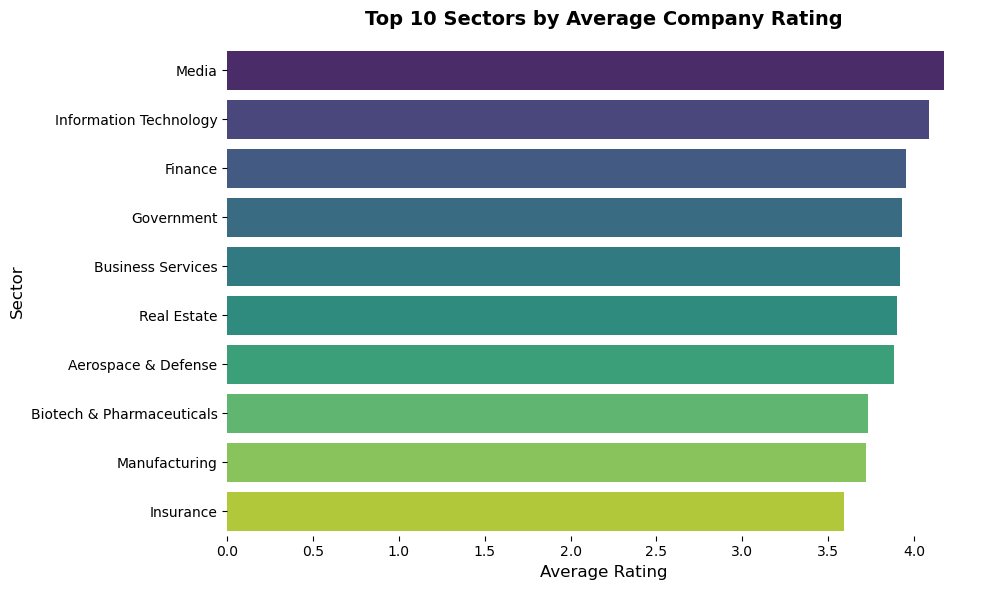 Top 10 Sectors by Average Company Rating
Sector
Media
Information Technology
Finance
Government
Business Services
Real Estate
Aerospace & Defense
Biotech & Pharmaceuticals
Manufacturing
Insurance
0.0 0.5 1.0 1.5 2.0 2.5 3.0 3.5 4.0
Average Rating